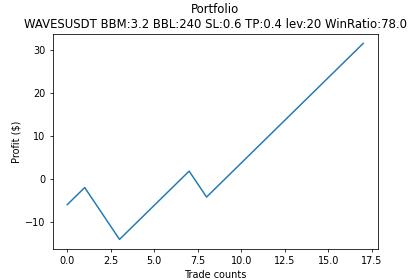 Portfolio
WAVESUSDT BBM:3.2 BBL:240 SL:0.6 TP:0.4 lev:20 WinRatio:78.0
Profit ($)
30
20
10
0
−10
0.0 2.5 5.0 7.5 10.0 12.5 15.0 17.5
Trade counts